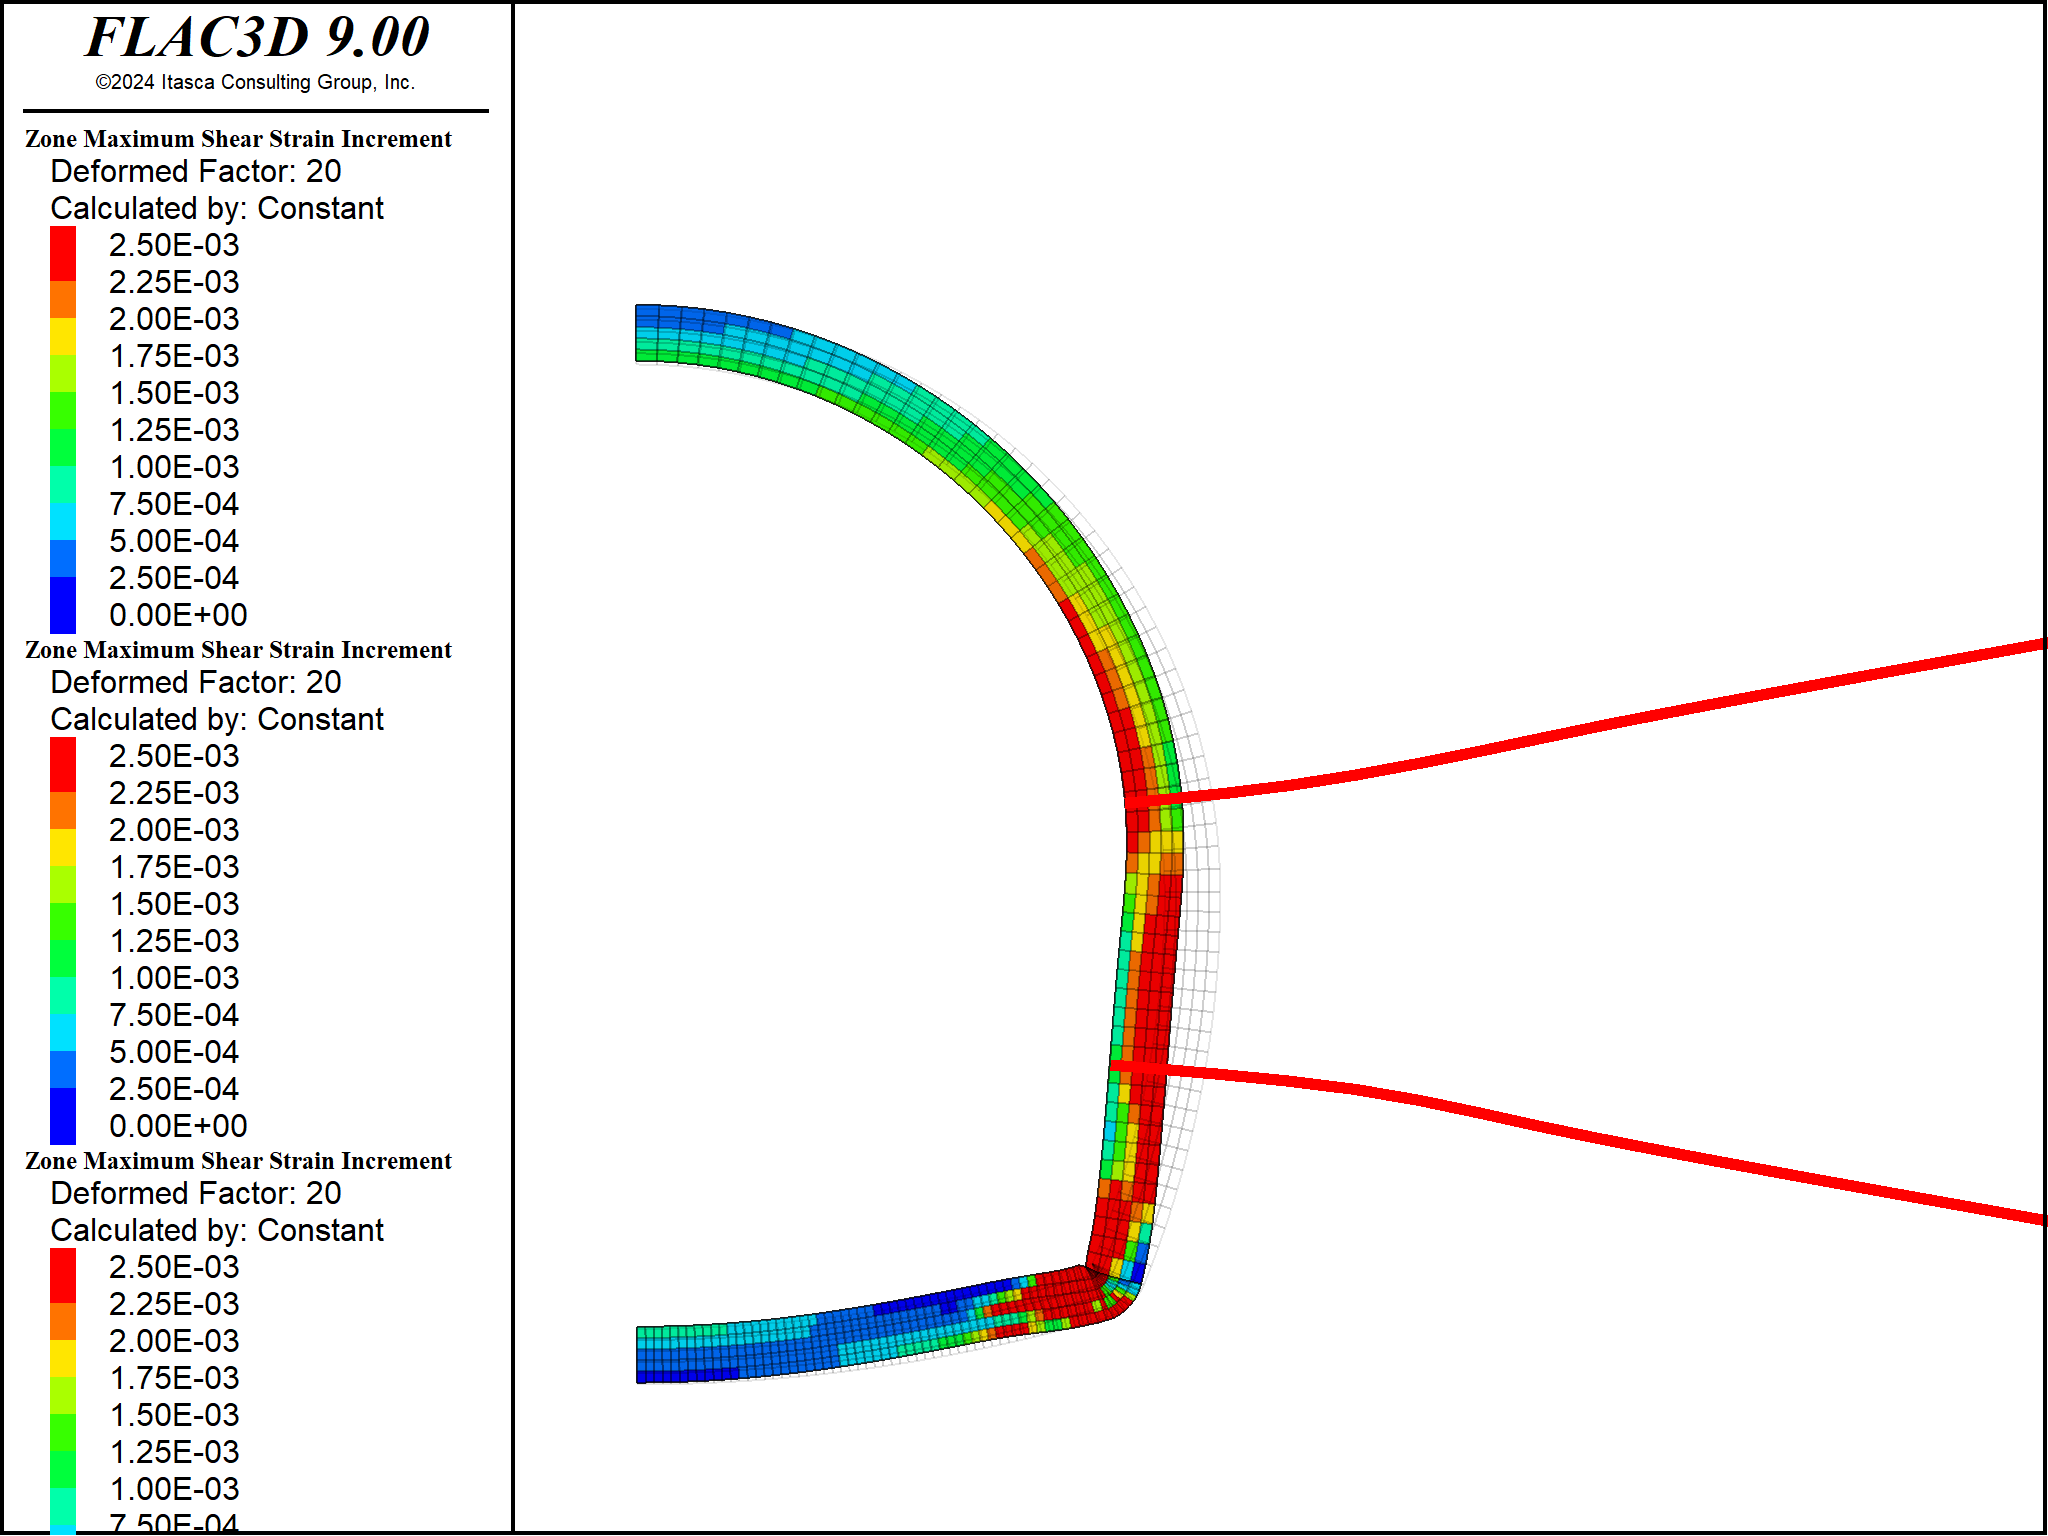 FLAC3D 9.00
©2024 Itasca Consulting Group, Inc.
Zone Maximum Shear Strain Increment
Deformed Factor: 20
Calculated by: Constant
2.50E-03
2.25E-03
2.00E-03
1.75E-03
1.50E-03
1.25E-03
1.00E-03
7.50E-04
5.00E-04
2.50E-04
0.00E+00
Zone Maximum Shear Strain Increment
Deformed Factor: 20
Calculated by: Constant
2.50E-03
2.25E-03
2.00E-03
1.75E-03
1.50E-03
1.25E-03
1.00E-03
7.50E-04
5.00E-04
2.50E-04
0.00E+00
Zone Maximum Shear Strain Increment
Deformed Factor: 20
Calculated by: Constant
2.50E-03
2.25E-03
2.00E-03
1.75E-03
1.50E-03
1.25E-03
1.00E-03
7.50E-04